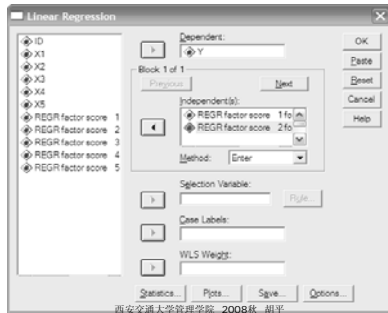 Linear Regression
ID
X1
X2
X3
X4
X5
REGR factor score 1
REGR factor score 2
REGR factor score 3
REGR factor score 4
REGR factor score 5
Dependent:
Y
Block 1 of 1
Previous
Next
Independent(s):
REGR factor score 1 fo
REGR factor score 2 fo
Method: Enter
Selection Variable:
Rule...
Case Labels:
WLS Weight:
OK
Paste
Reset
Cancel
Help
Statistics... Plots... Save... Options...
西安交通大学管理学院 2008秋 胡平